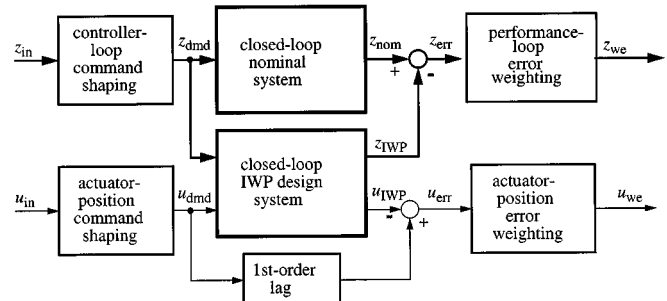 z_in
controller-
loop
command
shaping
z_dmd
closed-loop
nominal
system
z_nom
+
-
z_err
performance-
loop
error
weighting
z_we
z_IWP
u_in
actuator-
position
command
shaping
u_dmd
closed-loop
IWP design
system
u_IWP
-
+
u_err
actuator-
position
error
weighting
u_we
1st-order
lag